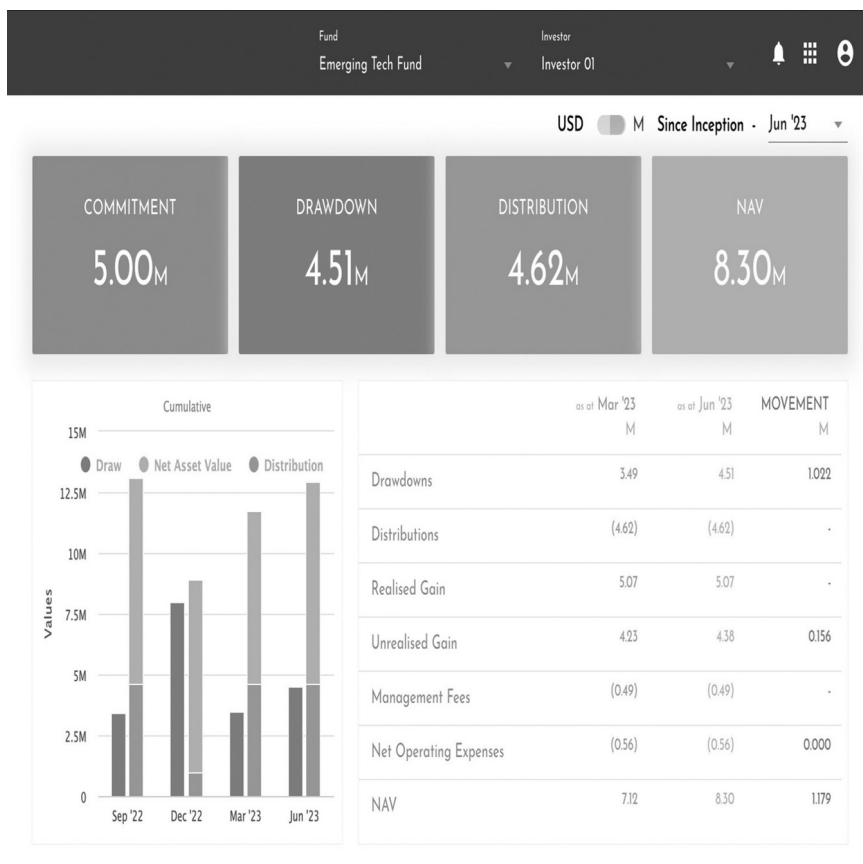 Fund
Emerging Tech Fund
Investor
Investor 01
USD M Since Inception - Jun '23
COMMITMENT
5.00M
DRAWDOWN
4.51M
DISTRIBUTION
4.62M
NAV
8.30M
Cumulative
15M
Draw Net Asset Value Distribution
12.5M
10M
7.5M
5M
2.5M
0
Values
Sep '22 Dec '22 Mar '23 Jun '23
as at Mar '23 as at Jun '23 MOVEMENT
M M M
Drawdowns 3.49 4.51 1.022
Distributions (4.62) (4.62) -
Realised Gain 5.07 5.07 -
Unrealised Gain 4.23 4.38 0.156
Management Fees (0.49) (0.49) -
Net Operating Expenses (0.56) (0.56) 0.000
NAV 7.12 8.30 1.179